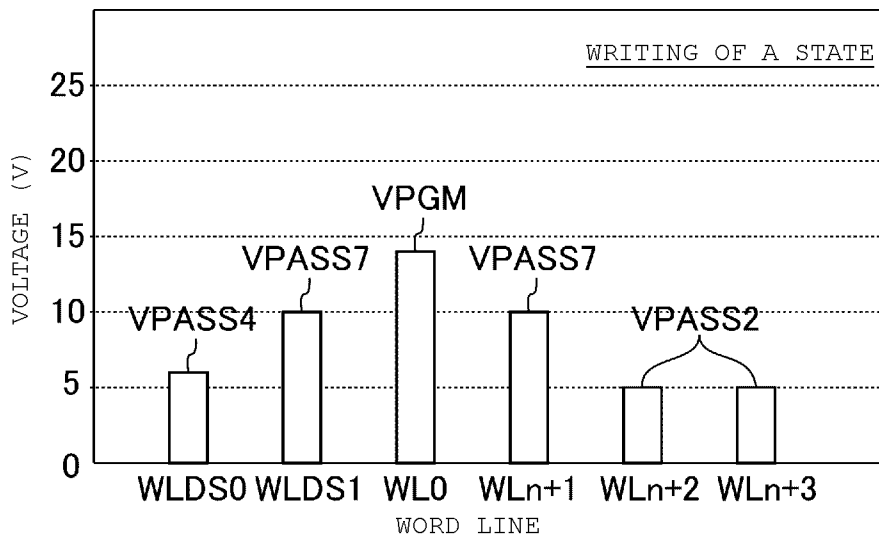 WRITING OF A STATE
VOLTAGE (V)
25
20
15
10
5
0
VPASS4
VPASS7
VPGM
VPASS7
VPASS2
WLDS0 WLDS1 WL0 WLn+1 WLn+2 WLn+3
WORD LINE